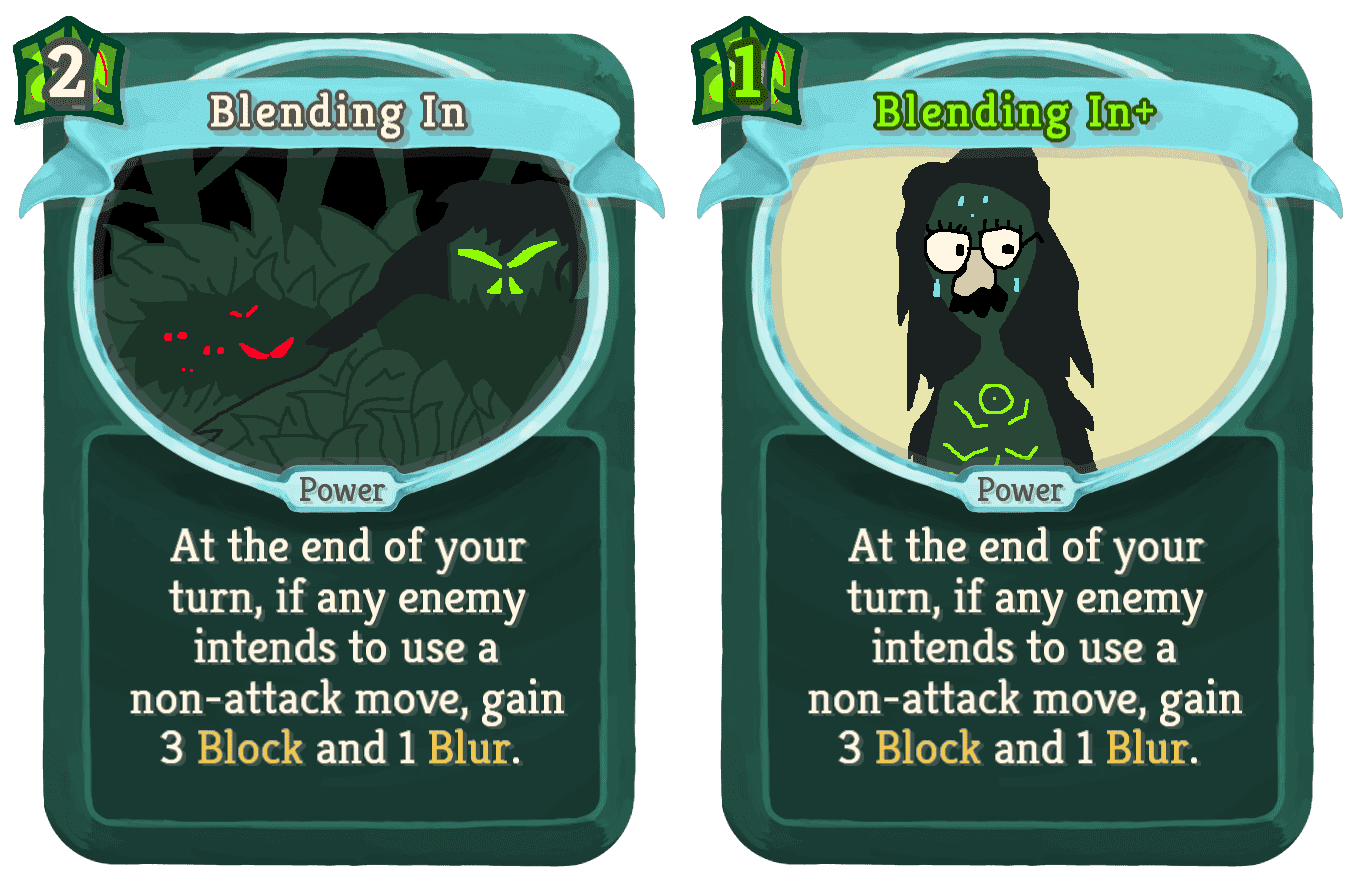 2
Blending In
Power
At the end of your
turn, if any enemy
intends to use a
non-attack move, gain
3 Block and 1 Blur.
1
Blending In+
Power
At the end of your
turn, if any enemy
intends to use a
non-attack move, gain
3 Block and 1 Blur.